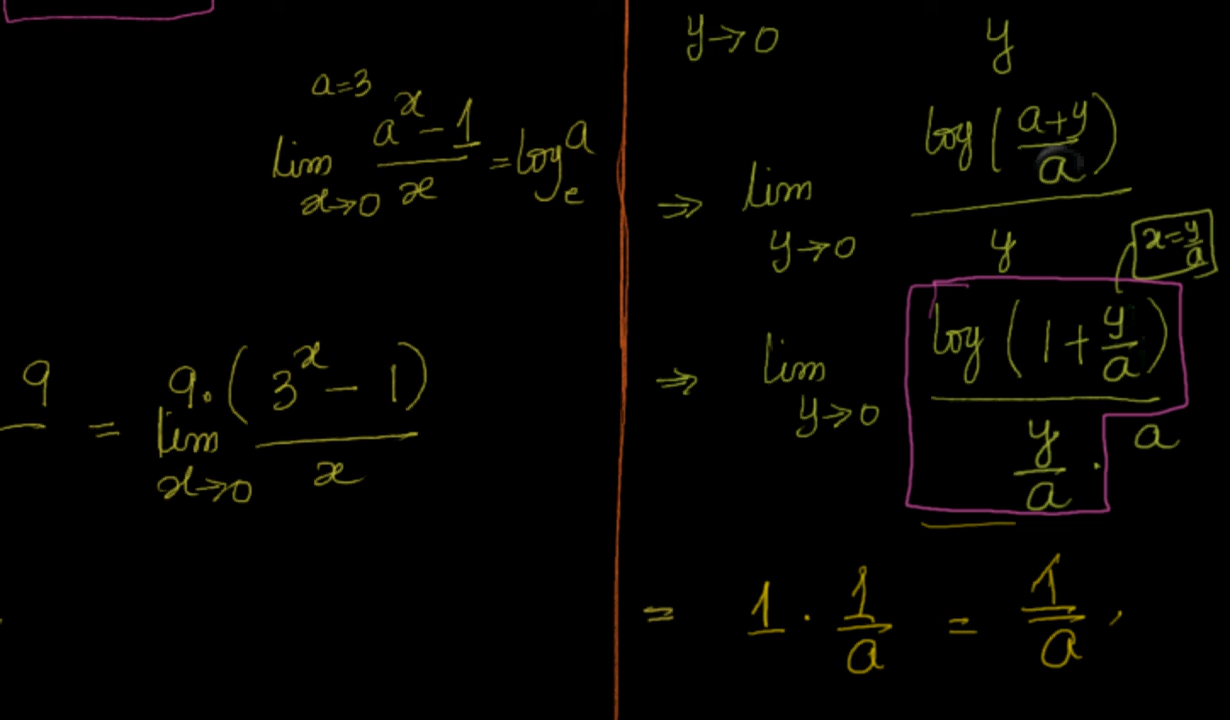 a=3
lim x→0 (a^x - 1)/x = log_e a
9
= lim x→0 9.(3^x - 1)/x
y→0 y
⇒ lim y→0 log((a+y)/a)/y
x=y/a
⇒ lim y→0 log(1+y/a)/(y/a . a)
= 1 . 1/a = 1/a ,